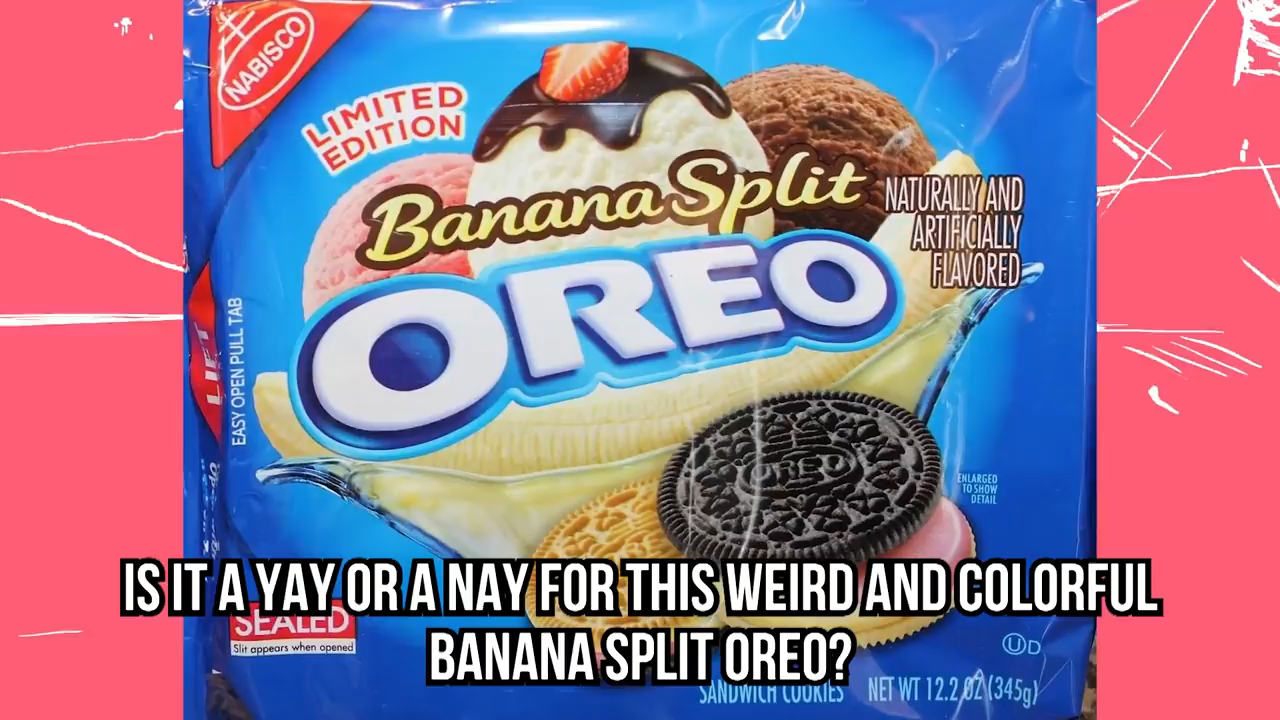 NABISCO
LIMITED
EDITION
Banana Split
OREO
NATURALLY AND
ARTIFICIALLY
FLAVORED
EASY OPEN PULL TAB
LIFT
OREO
ENLARGED
TO SHOW
DETAIL
IS IT A YAY OR A NAY FOR THIS WEIRD AND COLORFUL
BANANA SPLIT OREO?
SEALED
Slit appears when opened
U D
SANDWICH COOKIES NET WT 12.2 OZ (345g)